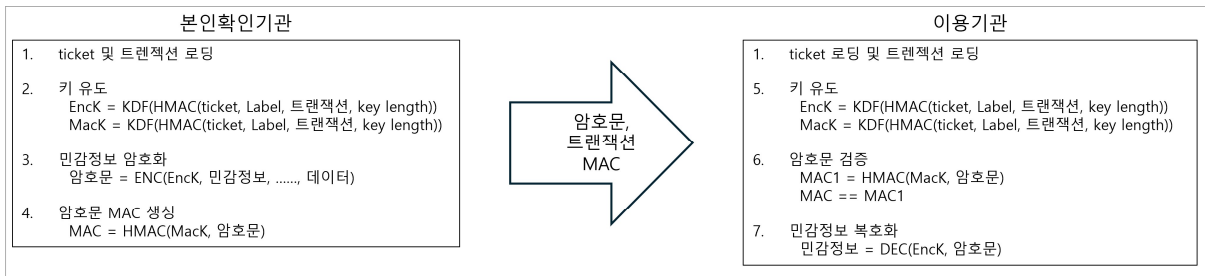 본인확인기관
1. ticket 및 트렌젝션 로딩
2. 키 유도
EncK = KDF(HMAC(ticket, Label, 트랜잭션, key length))
MacK = KDF(HMAC(ticket, Label, 트랜잭션, key length))
3. 민감정보 암호화
암호문 = ENC(EncK, 민감정보, ......, 데이터)
4. 암호문 MAC 생싱
MAC = HMAC(MacK, 암호문)
암호문,
트랜잭션
MAC
이용기관
1. ticket 로딩 및 트렌젝션 로딩
5. 키 유도
EncK = KDF(HMAC(ticket, Label, 트랜잭션, key length))
MacK = KDF(HMAC(ticket, Label, 트랜잭션, key length))
6. 암호문 검증
MAC1 = HMAC(MacK, 암호문)
MAC == MAC1
7. 민감정보 복호화
민감정보 = DEC(EncK, 암호문)